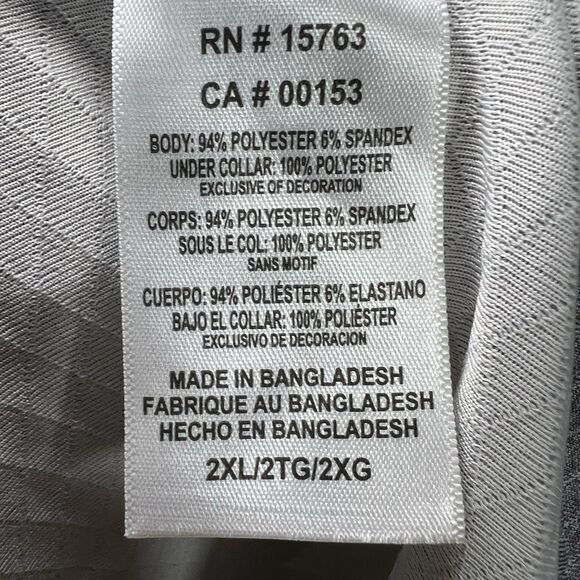 RN # 15763
CA # 00153
BODY: 94% POLYESTER 6% SPANDEX
UNDER COLLAR: 100% POLYESTER
EXCLUSIVE OF DECORATION
CORPS: 94% POLYESTER 6% SPANDEX
SOUS LE COL: 100% POLYESTER
SANS MOTIF
CUERPO: 94% POLIÉSTER 6% ELASTANO
BAJO EL COLLAR: 100% POLIÉSTER
EXCLUSIVO DE DECORACIÓN
MADE IN BANGLADESH
FABRIQUE AU BANGLADESH
HECHO EN BANGLADESH
2XL/2TG/2XG